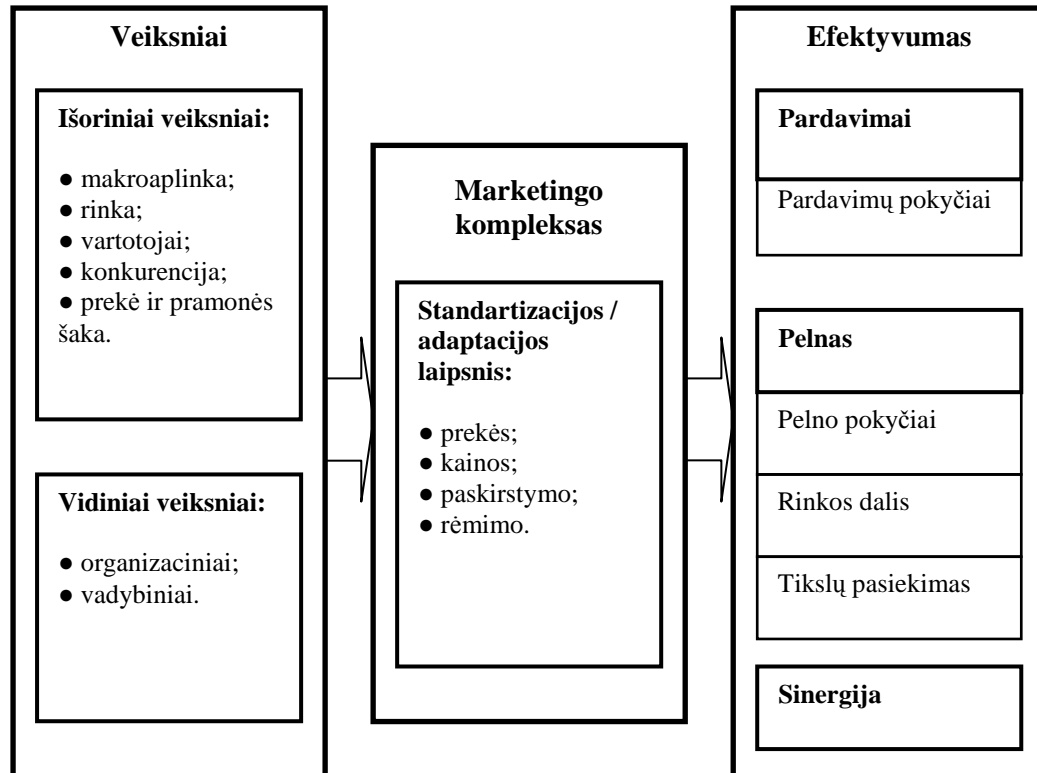 Veiksniai
Išoriniai veiksniai:
● makroaplinka;
● rinka;
● vartotojai;
● konkurencija;
● prekė ir pramonės
šaka.
Vidiniai veiksniai:
● organizaciniai;
● vadybiniai.
Marketingo
kompleksas
Standartizacijos /
adaptacijos
laipsnis:
● prekės;
● kainos;
● paskirstymo;
● rėmimo.
Efektyvumas
Pardavimai
Pardavimų pokyčiai
Pelnas
Pelno pokyčiai
Rinkos dalis
Tikslų pasiekimas
Sinergija